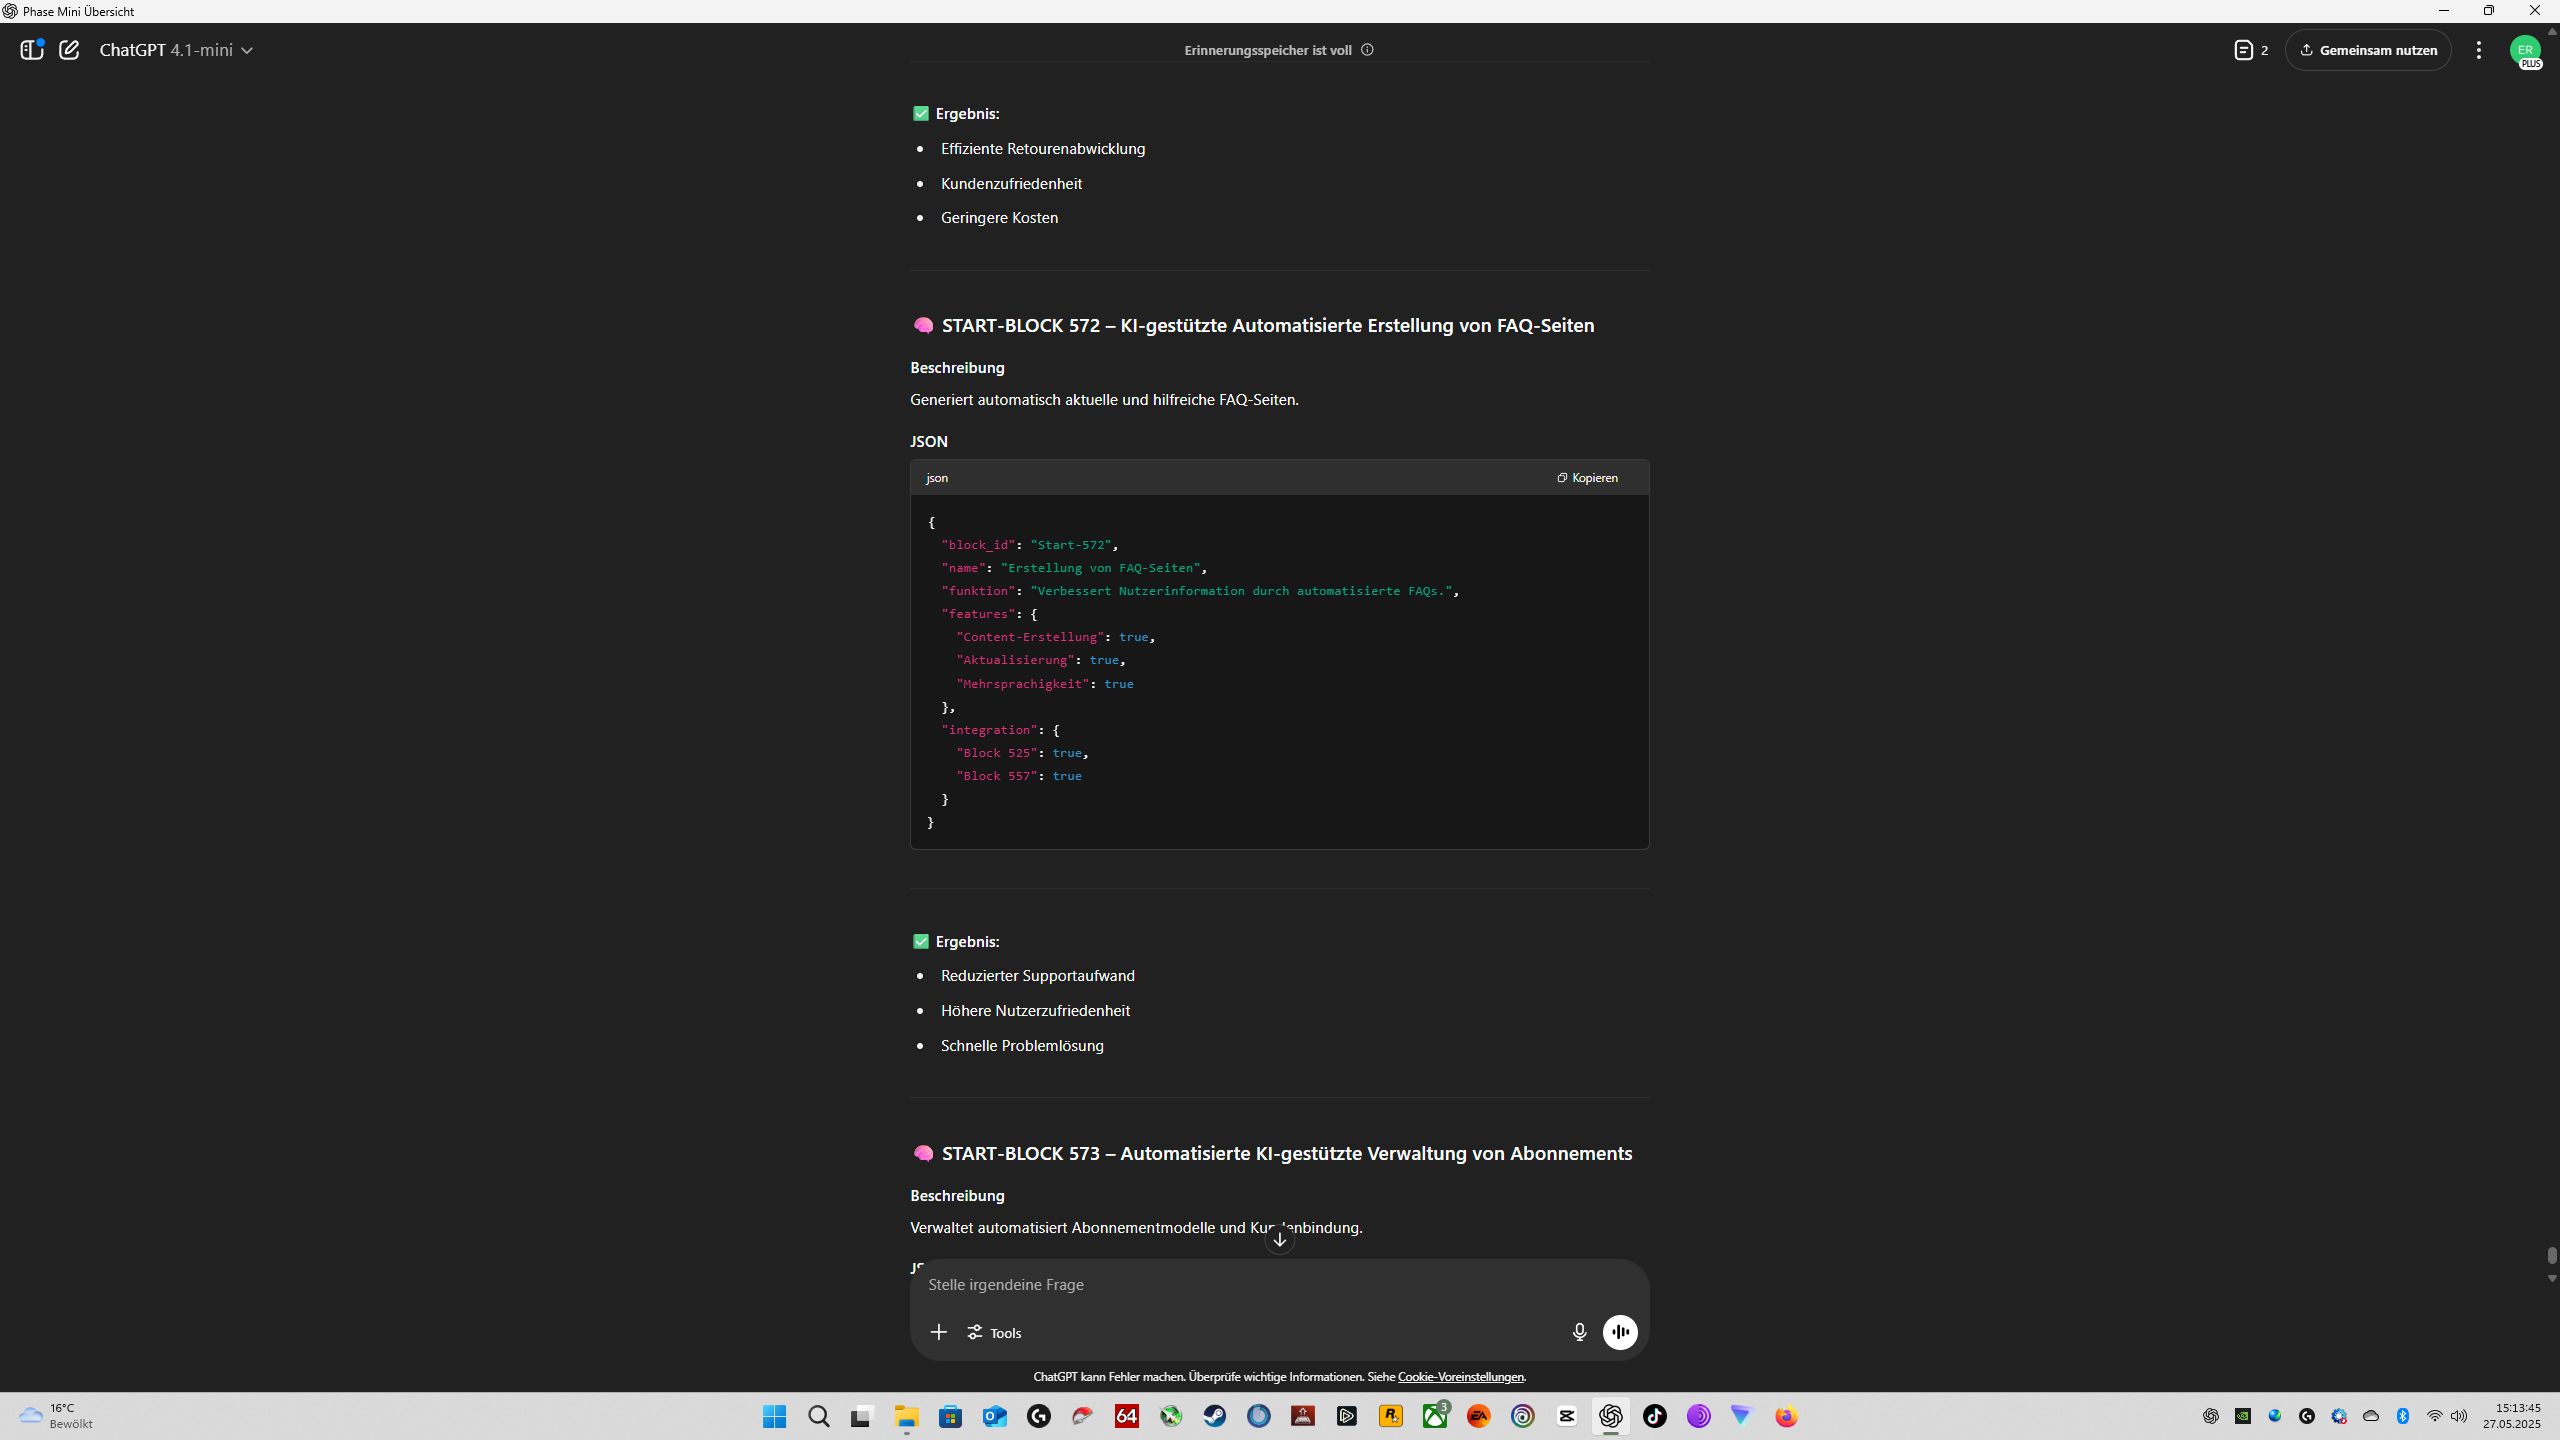 Phase Mini Übersicht
ChatGPT 4.1-mini
Erinnerungsspeicher ist voll
2
Gemeinsam nutzen
ER
PLUS
✅ Ergebnis:
• Effiziente Retourenabwicklung
• Kundenzufriedenheit
• Geringere Kosten
🧠 START-BLOCK 572 – KI-gestützte Automatisierte Erstellung von FAQ-Seiten
Beschreibung
Generiert automatisch aktuelle und hilfreiche FAQ-Seiten.
JSON
json
Kopieren
{
"block_id": "Start-572",
"name": "Erstellung von FAQ-Seiten",
"funktion": "Verbessert Nutzerinformation durch automatisierte FAQs.",
"features": {
"Content-Erstellung": true,
"Aktualisierung": true,
"Mehrsprachigkeit": true
},
"integration": {
"Block 525": true,
"Block 557": true
}
}
✅ Ergebnis:
• Reduzierter Supportaufwand
• Höhere Nutzerzufriedenheit
• Schnelle Problemlösung
🧠 START-BLOCK 573 – Automatisierte KI-gestützte Verwaltung von Abonnements
Beschreibung
Verwaltet automatisiert Abonnementmodelle und Kundenbindung.
Stelle irgendeine Frage
Tools
ChatGPT kann Fehler machen. Überprüfe wichtige Informationen. Siehe Cookie-Voreinstellungen.
16°C
Bewölkt
64
3
EA
15:13:45
27.05.2025